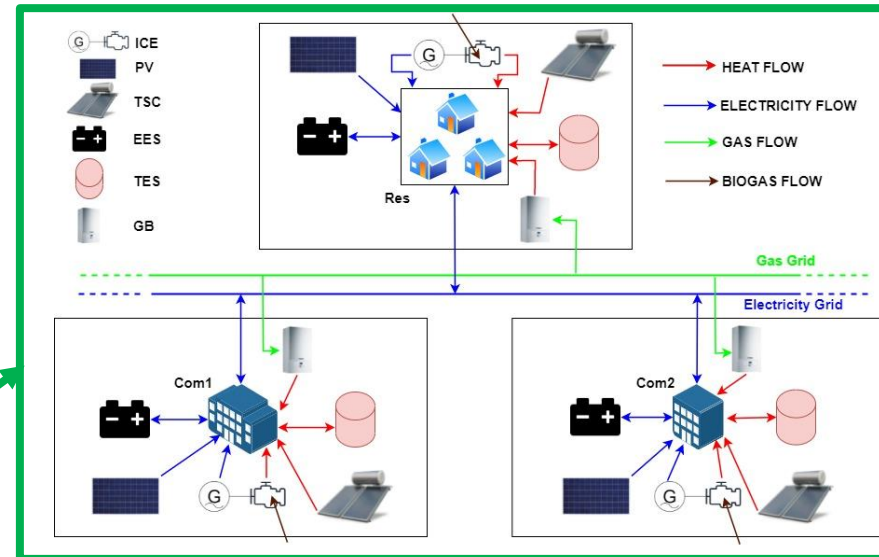 G
ICE
PV
TSC
EES
TES
GB
G
Res
HEAT FLOW
ELECTRICITY FLOW
GAS FLOW
BIOGAS FLOW
Gas Grid
Electricity Grid
Com1
G
Com2
G